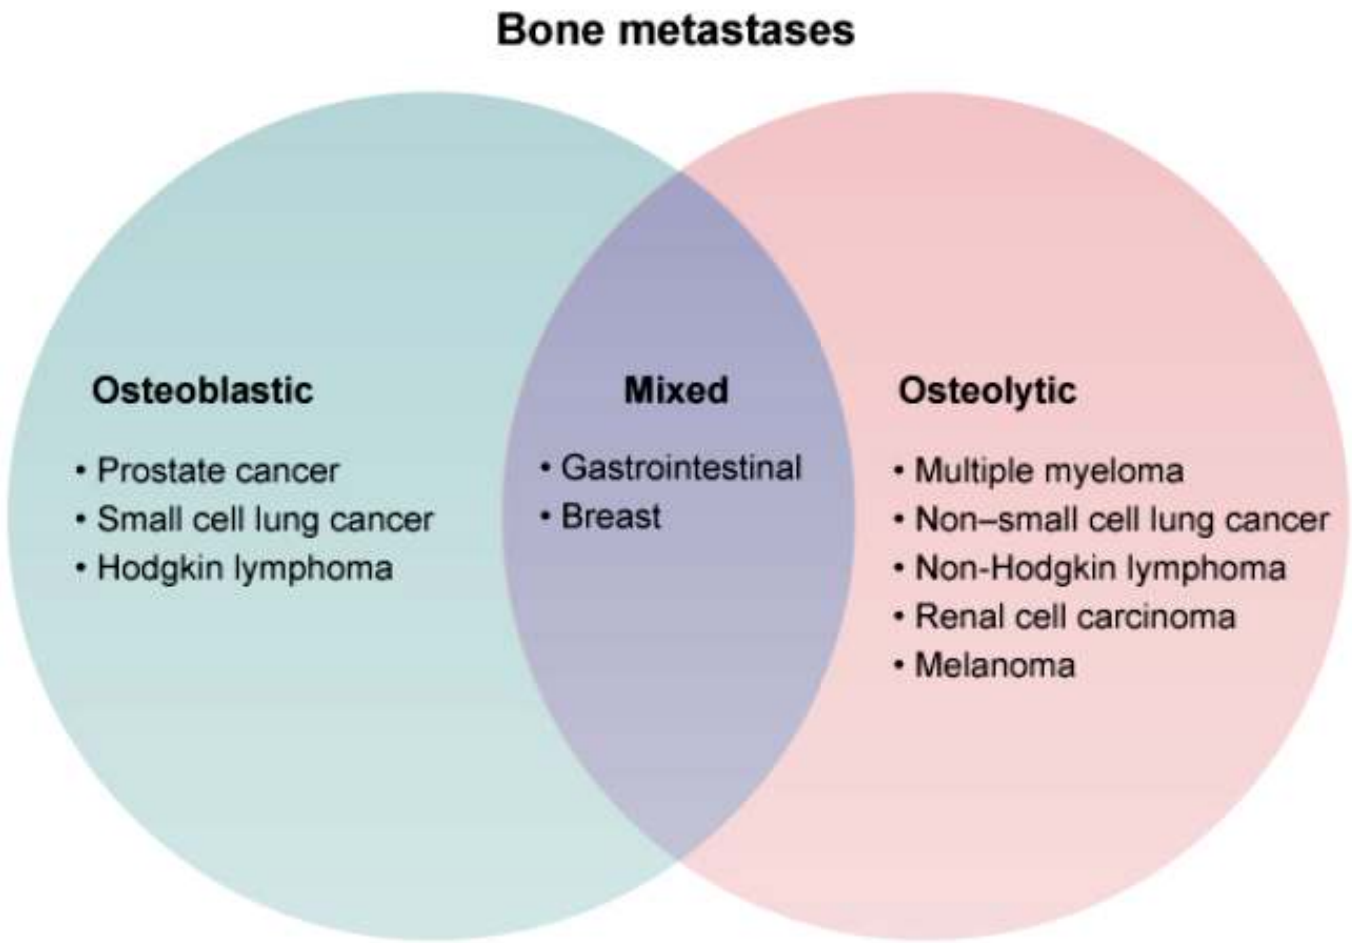 Bone metastases
Osteoblastic
• Prostate cancer
• Small cell lung cancer
• Hodgkin lymphoma
Mixed
• Gastrointestinal
• Breast
Osteolytic
• Multiple myeloma
• Non–small cell lung cancer
• Non-Hodgkin lymphoma
• Renal cell carcinoma
• Melanoma